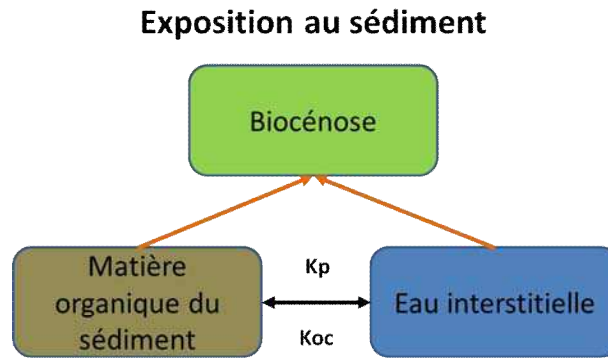 Exposition au sédiment
Biocénose
Matière
organique du
sédiment
Kp
Koc
Eau interstitielle